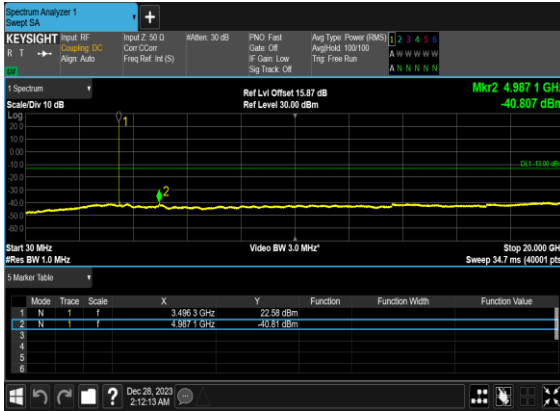 Spectrum Analyzer 1
Swept SA
+
KEYSIGHT Input: RF Input Z: 50 Ω #Atten: 30 dB PNO: Fast Avg Type: Power (RMS) 1 2 3 4 5 6
R T Coupling: DC Corr CCorr Gate: Off Avg|Hold: 100/100 A W W W W W
Align: Auto Freq Ref: Int (S) IF Gain: Low Trig: Free Run
Sig Track: Off A N N N N N
1 Spectrum Ref Lvl Offset 15.87 dB Mkr2 4.987 1 GHz
Scale/Div 10 dB Ref Level 30.00 dBm -40.807 dBm
Log
20.0
10.0
0.00
-10.0
DL1 -13.00 dBm
-20.0
-30.0
-40.0
-50.0
-60.0
1
2
Start 30 MHz Video BW 3.0 MHz* Stop 20.000 GHz
#Res BW 1.0 MHz Sweep 34.7 ms (40001 pts)
5 Marker Table
Mode Trace Scale X Y Function Function Width Function Value
1 N 1 f 3.496 3 GHz 22.58 dBm
2 N 1 f 4.987 1 GHz -40.81 dBm
3
4
5
6
? Dec 28, 2023
2:12:13 AM